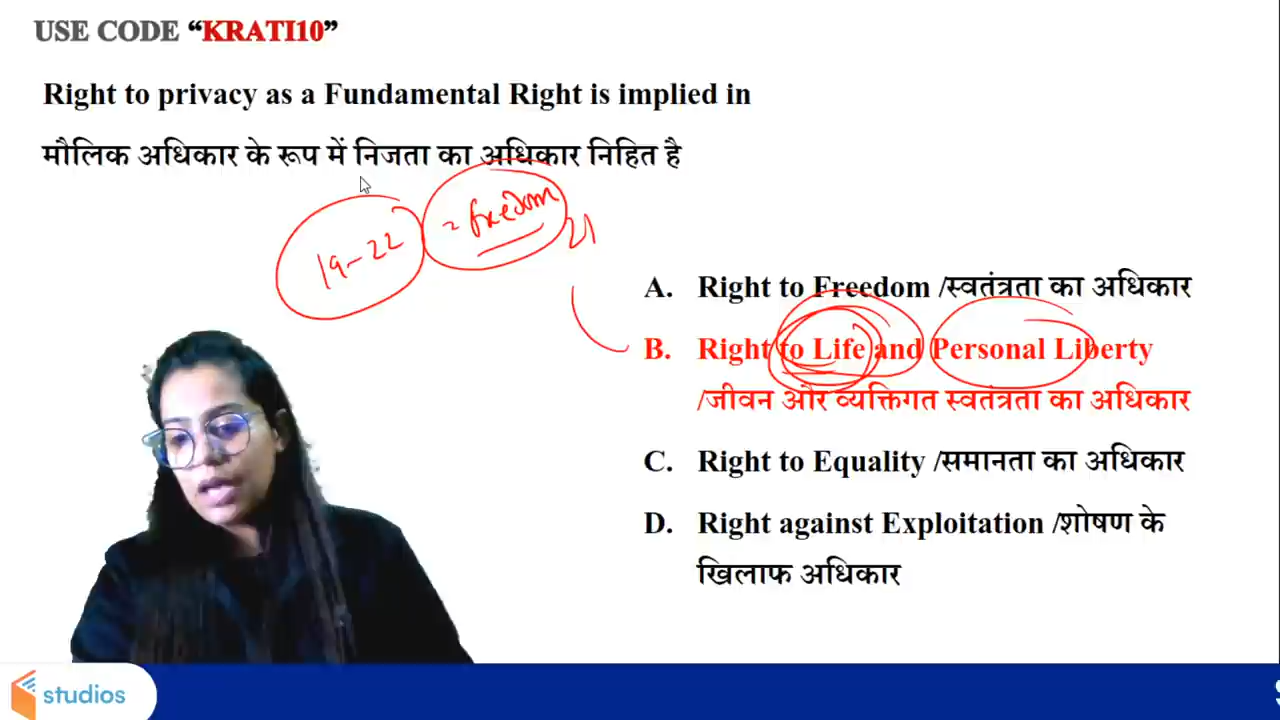 USE CODE “KRATI10”
Right to privacy as a Fundamental Right is implied in
मौलिक अधिकार के रूप में निजता का अधिकार निहित है
19-22 = freedom 21
A. Right to Freedom /स्वतंत्रता का अधिकार
B. Right to Life and Personal Liberty
/जीवन और व्यक्तिगत स्वतंत्रता का अधिकार
C. Right to Equality /समानता का अधिकार
D. Right against Exploitation /शोषण के
खिलाफ अधिकार
studios